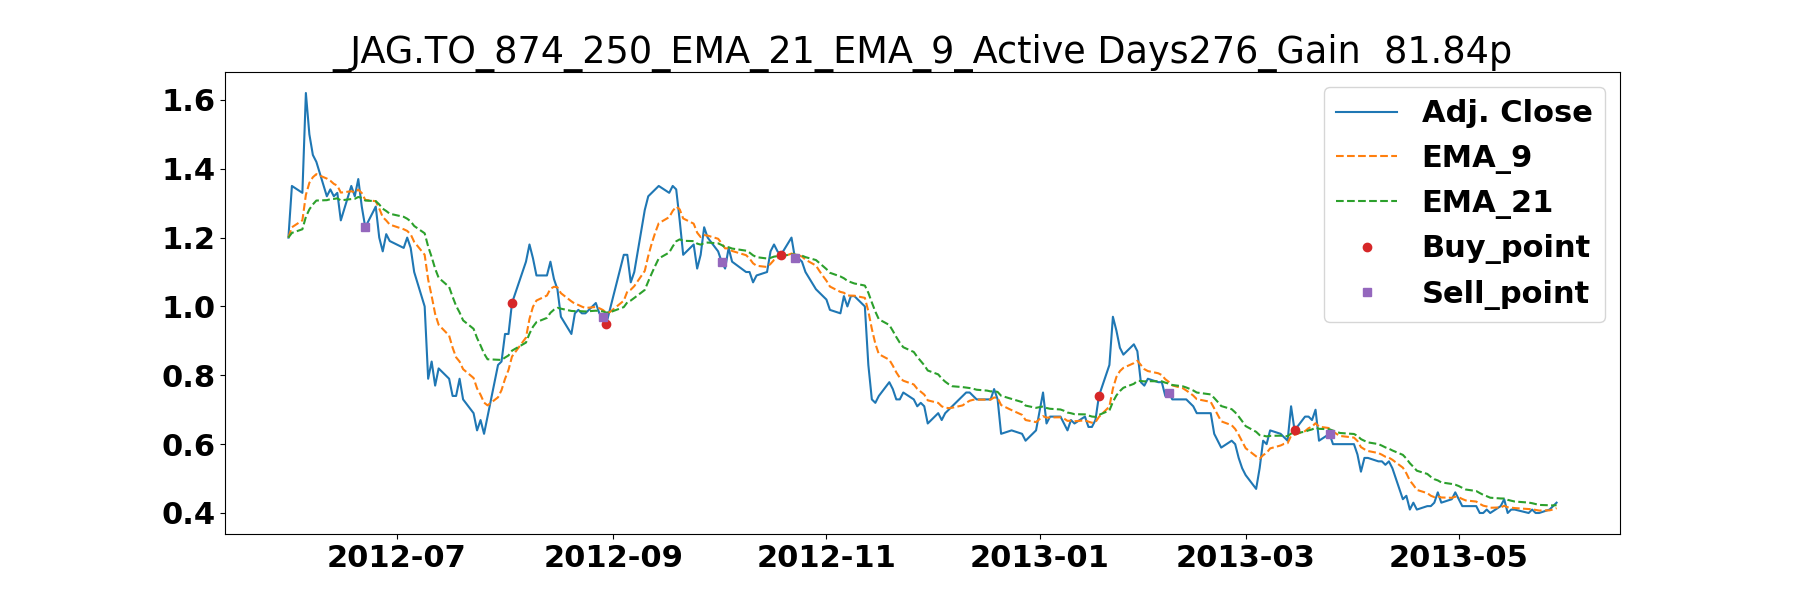 _JAG.TO_874_250_EMA_21_EMA_9_Active Days276_Gain  81.84p
1.6
1.4
1.2
1.0
0.8
0.6
0.4
Adj. Close
EMA_9
EMA_21
Buy_point
Sell_point
2012-07 2012-09 2012-11 2013-01 2013-03 2013-05